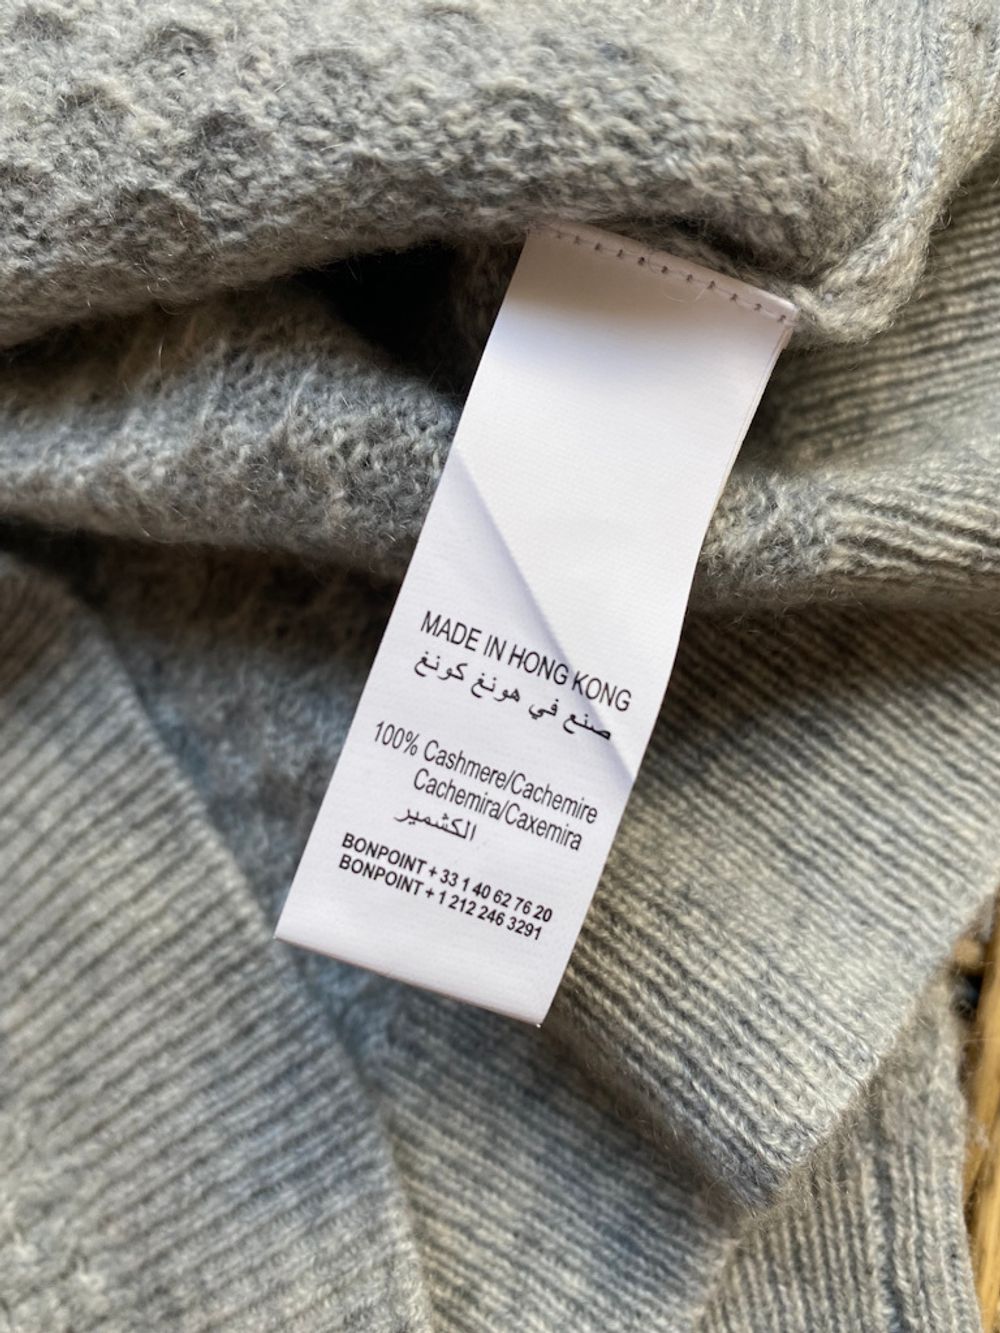 MADE IN HONG KONG
صنع في هونغ كونغ
100% Cashmere/Cachemire
Cachemira/Caxemira
الكشمير
BONPOINT + 33 1 40 62 76 20
BONPOINT + 1 212 246 3291